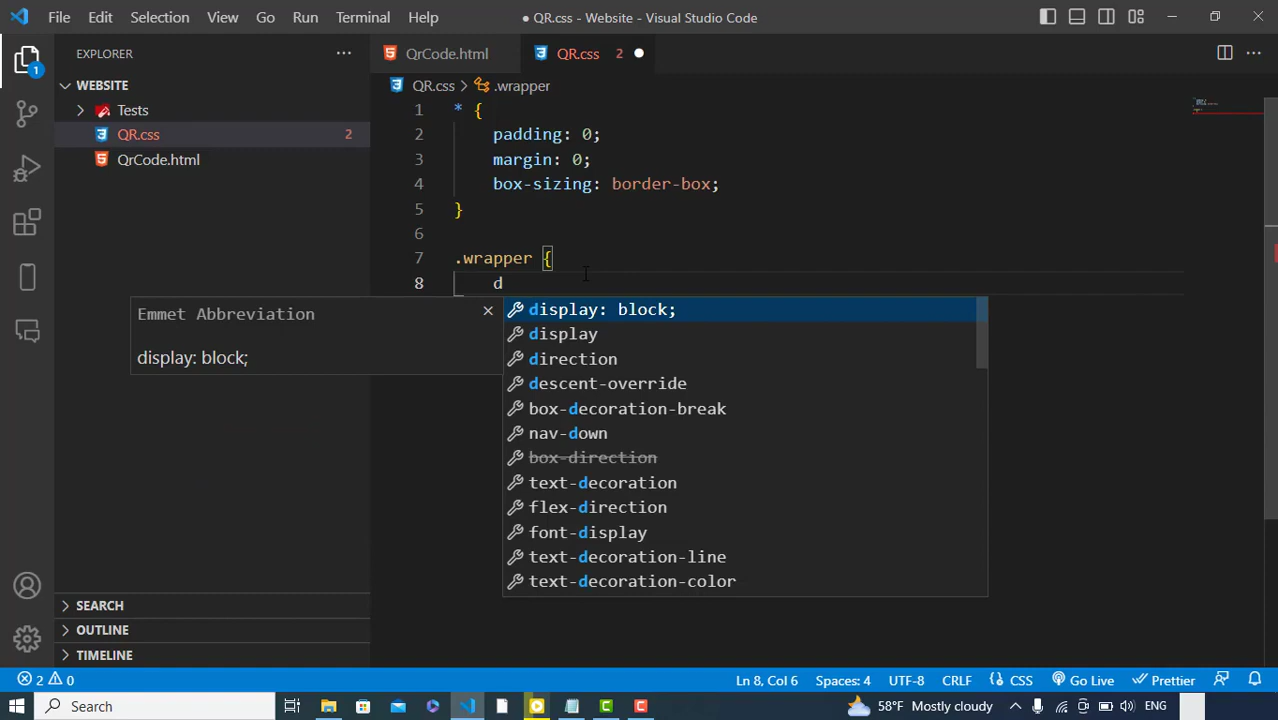 File Edit Selection View Go Run Terminal Help
● QR.css - Website - Visual Studio Code
EXPLORER
QrCode.html
QR.css 2
WEBSITE
QR.css > .wrapper
Tests
QR.css 2
QrCode.html
1 * {
2 padding: 0;
3 margin: 0;
4 box-sizing: border-box;
5 }
6
7 .wrapper {
8 d
Emmet Abbreviation
display: block;
display: block;
display
direction
descent-override
box-decoration-break
nav-down
box-direction
text-decoration
flex-direction
font-display
text-decoration-line
text-decoration-color
1
SEARCH
OUTLINE
TIMELINE
2 0
Ln 8, Col 6 Spaces: 4 UTF-8 CRLF {} CSS Go Live Prettier
Search
58°F Mostly cloudy
ENG